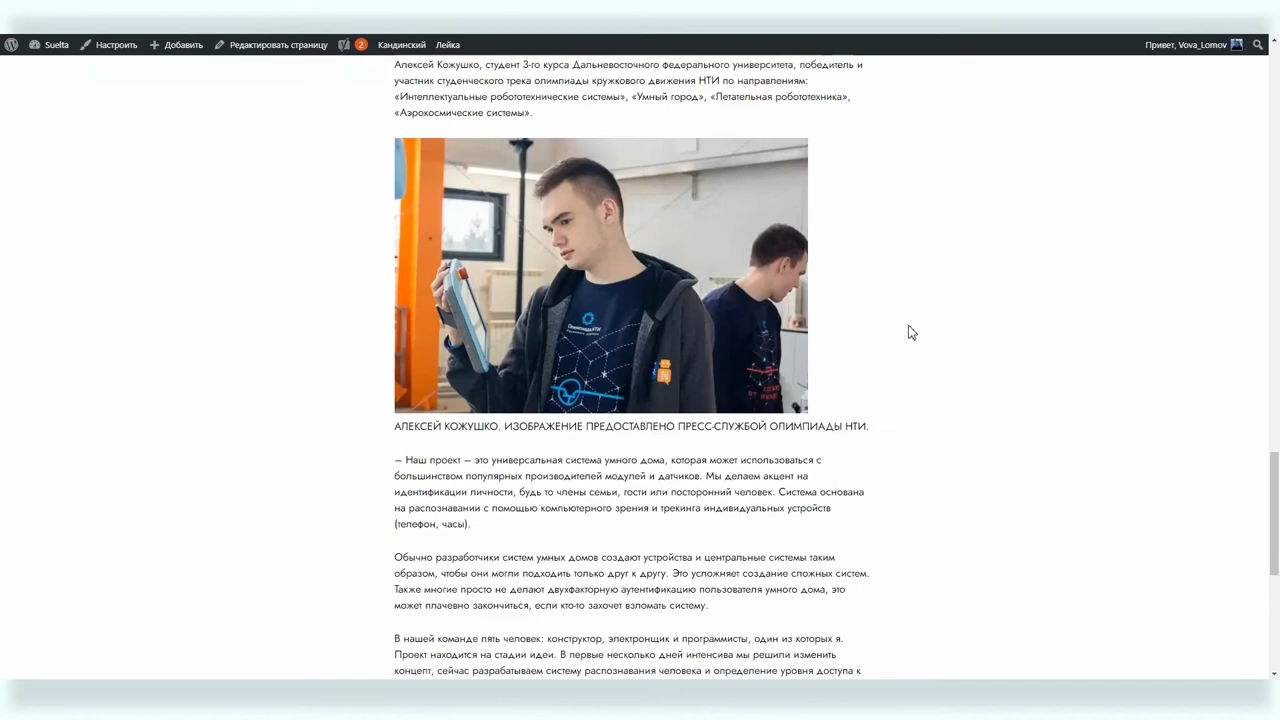 Suelta
Настроить
Добавить
Редактировать страницу
2
Кандинский
Лейка
Привет, Vova_Lomov
Алексей Кожушко, студент 3-го курса Дальневосточного федерального университета, победитель и
участник студенческого трека олимпиады кружкового движения НТИ по направлениям:
«Интеллектуальные робототехнические системы», «Умный город», «Летательная робототехника»,
«Аэрокосмические системы».
Олимпиада НТИ
N
АЛЕКСЕЙ КОЖУШКО. ИЗОБРАЖЕНИЕ ПРЕДОСТАВЛЕНО ПРЕСС-СЛУЖБОЙ ОЛИМПИАДЫ НТИ.
– Наш проект – это универсальная система умного дома, которая может использоваться с
большинством популярных производителей модулей и датчиков. Мы делаем акцент на
идентификации личности, будь то члены семьи, гости или посторонний человек. Система основана
на распознавании с помощью компьютерного зрения и трекинга индивидуальных устройств
(телефон, часы).
Обычно разработчики систем умных домов создают устройства и центральные системы таким
образом, чтобы они могли подходить только друг к другу. Это усложняет создание сложных систем.
Также многие просто не делают двухфакторную аутентификацию пользователя умного дома, это
может плачевно закончиться, если кто-то захочет взломать систему.
В нашей команде пять человек: конструктор, электронщик и программисты, один из которых я.
Проект находится на стадии идеи. В первые несколько дней интенсива мы решили изменить
концепт, сейчас разрабатываем систему распознавания человека и определение уровня доступа к